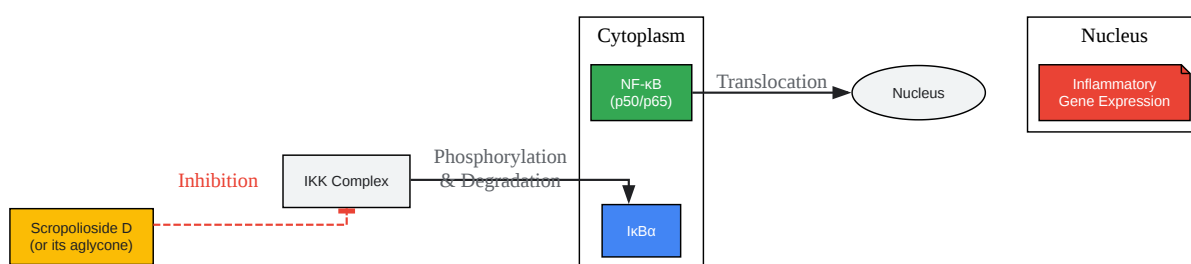 Cytoplasm
Nucleus
NF-κB
(p50/p65)
Translocation
Nucleus
Inflammatory
Gene Expression
Phosphorylation
& Degradation
Inhibition
IKK Complex
Scropolioside D
(or its aglycone)
IκBα